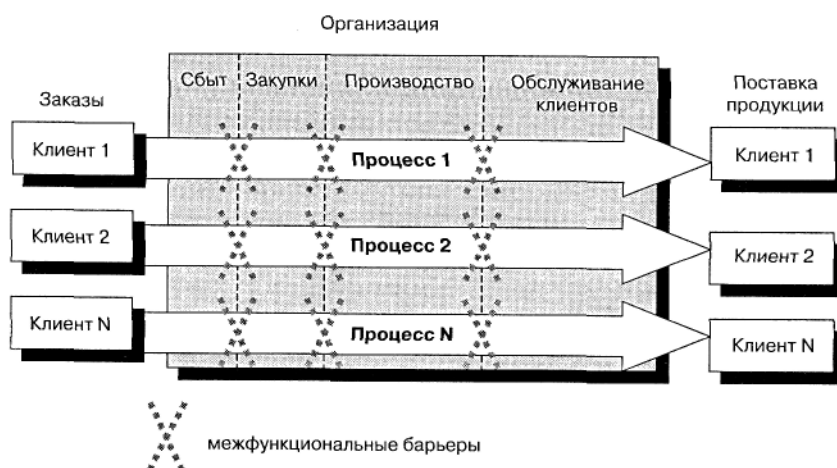 Организация
Сбыт
Закупки
Производство
Обслуживание
клиентов
Заказы
Поставка
продукции
Клиент 1
Процесс 1
Клиент 1
Клиент 2
Процесс 2
Клиент 2
Клиент N
Процесс N
Клиент N
межфункциональные барьеры